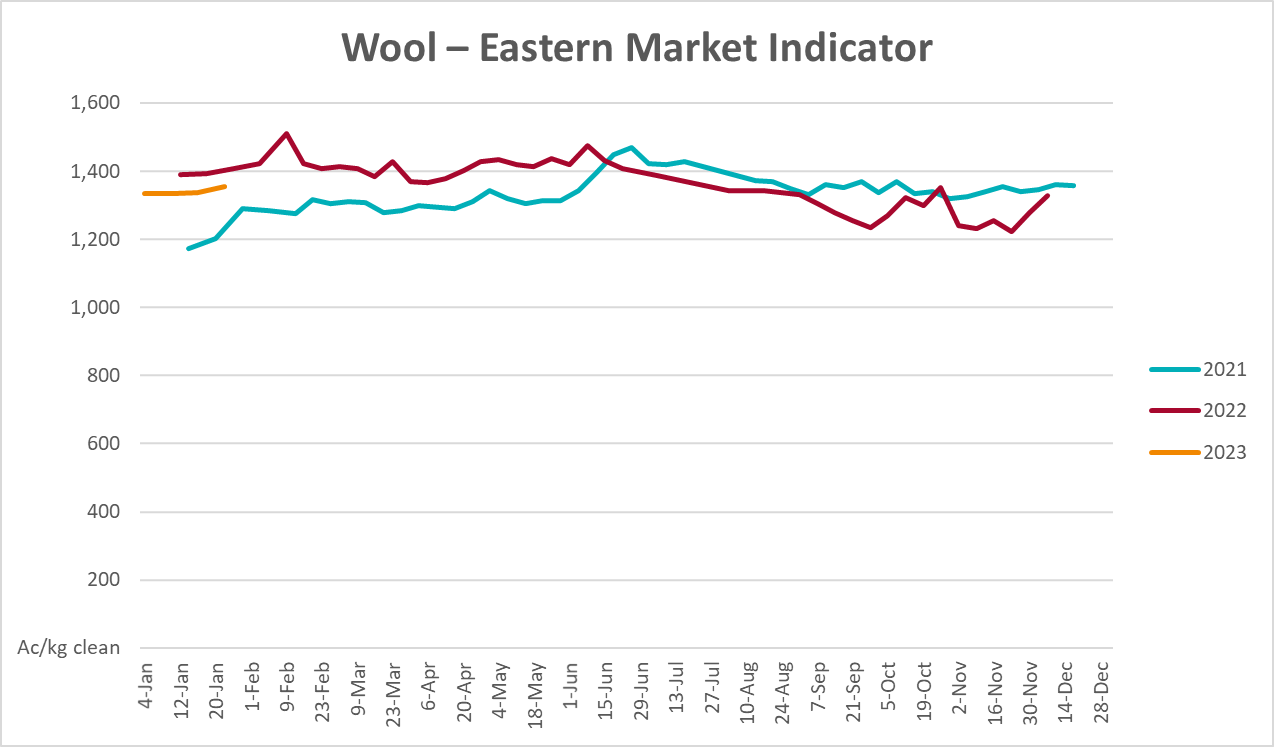 Wool – Eastern Market Indicator
1,600
1,400
1,200
1,000
800
600
400
200
Ac/kg clean
4-Jan
12-Jan
20-Jan
1-Feb
9-Feb
23-Feb
9-Mar
23-Mar
6-Apr
20-Apr
4-May
18-May
1-Jun
15-Jun
29-Jun
13-Jul
27-Jul
10-Aug
24-Aug
7-Sep
21-Sep
5-Oct
19-Oct
2-Nov
16-Nov
30-Nov
14-Dec
28-Dec
2021
2022
2023